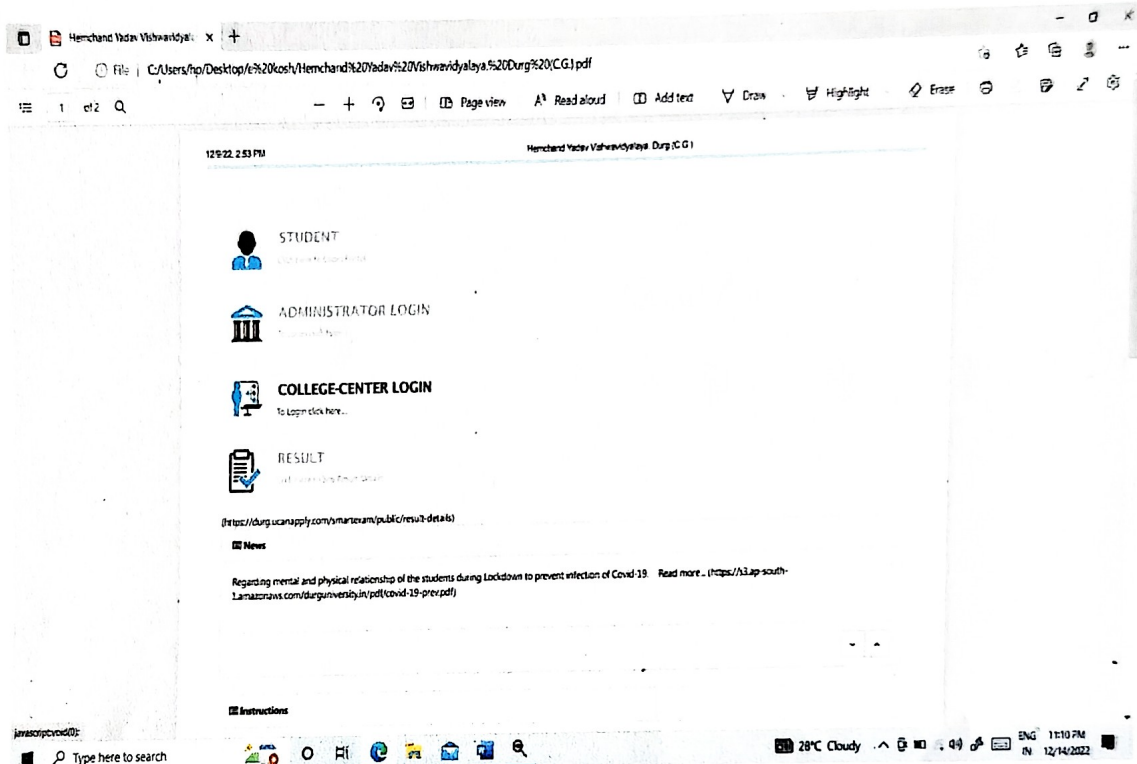 Hemchand Yadav Vishwavidyal:
File | C:/Users/hp/Desktop/e%20kosh/Hemchand%20Yadav%20Vishwavidyalaya,%20Durg%20(C.G.).pdf
1 of 2
Page view
Read aloud
Add text
Draw
Highlight
Erase
12/9/22, 2:53 PM
Hemchand Yadav Vishwavidyalaya, Durg (C.G.)
STUDENT
ADMINISTRATOR LOGIN
COLLEGE-CENTER LOGIN
To Login click here...
RESULT
(https://durg.ucanapply.com/smartexam/public/result-details)
News
Regarding mental and physical relationship of the students during Lockdown to prevent infection of Covid-19. Read more... (https://s3.ap-south-
1.amazonaws.com/durguniversity.in/pdf/covid-19-prev.pdf)
Instructions
javascript:void(0);
Type here to search
28°C Cloudy
ENG 11:10 PM
IN 12/14/2022